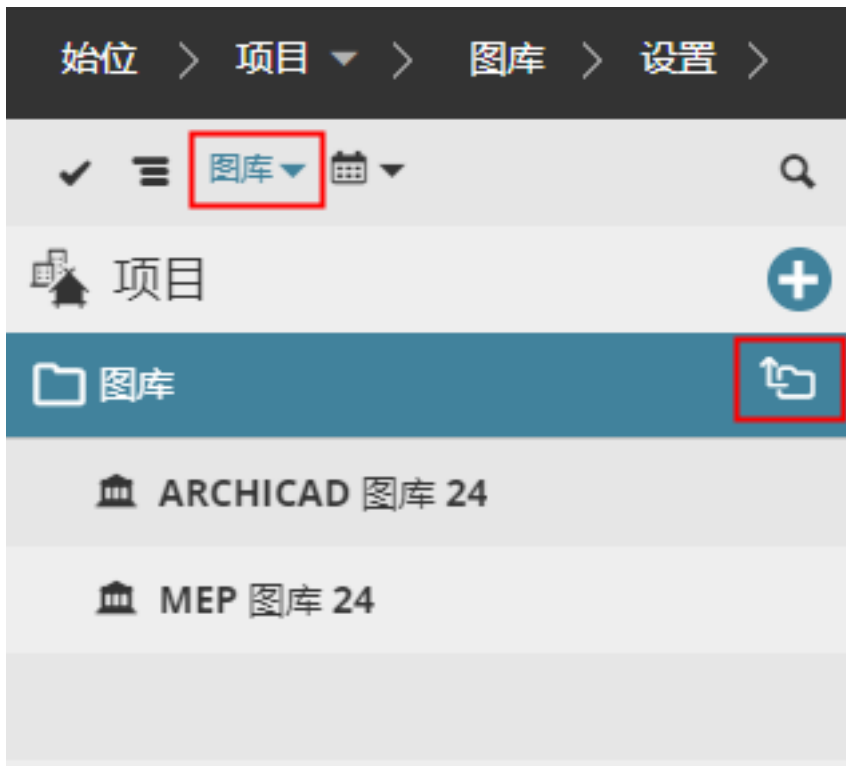 始位 > 项目 > 图库 > 设置 >
图库
项目
图库
ARCHICAD 图库 24
MEP 图库 24